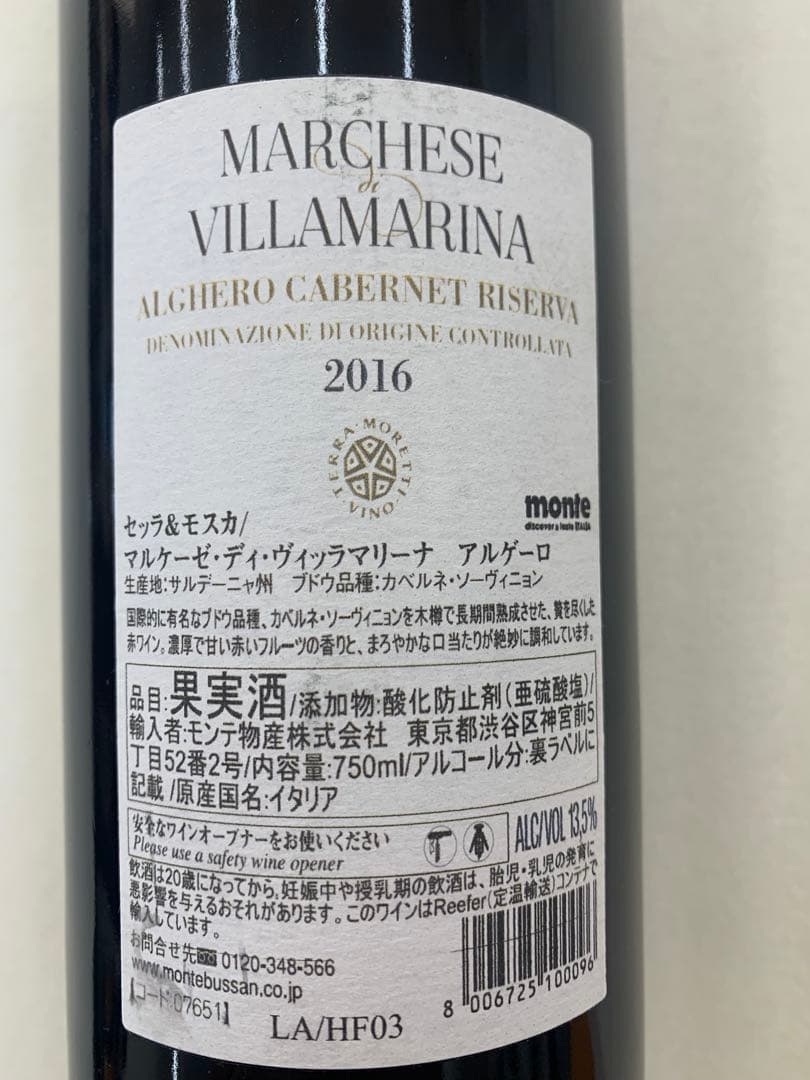 MARCHESE
di
VILLAMARINA
ALGHERO CABERNET RISERVA
DENOMINAZIONE DI ORIGINE CONTROLLATA
2016
TERRA·MORETTI·ONIV·
monte
discover & taste ITALIA
セッラ&モスカ/
マルケーゼ・ディ・ヴィッラマリーナ アルゲーロ
生産地:サルデーニャ州 ブドウ品種:カベルネ・ソーヴィニョン
国際的に有名なブドウ品種、カベルネ・ソーヴィニョンを木樽で長期間熟成させた、贅を尽くした
赤ワイン。濃厚で甘い赤いフルーツの香りと、まろやかな口当たりが絶妙に調和しています。
品目:果実酒/添加物:酸化防止剤(亜硫酸塩)/
輸入者:モンテ物産株式会社 東京都渋谷区神宮前5
丁目52番2号/内容量:750ml/アルコール分:裏ラベルに
記載 /原産国名:イタリア
安全なワインオープナーをお使いください
Please use a safety wine opener
ALC/VOL 13,5%
飲酒は20歳になってから。妊娠中や授乳期の飲酒は、胎児・乳児の発育に
悪影響を与えるおそれがあります。このワインはReefer(定温輸送)コンテナで
輸入しています。
お問合せ先 0120-348-566
www.montebussan.co.jp
【コード:07651】
LA/HF03
8 006725 100096